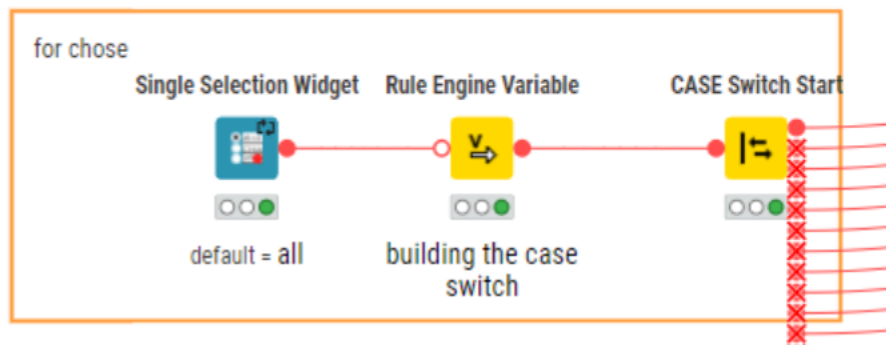 for chose
Single Selection Widget
Rule Engine Variable
CASE Switch Start
V
default = all
building the case
switch